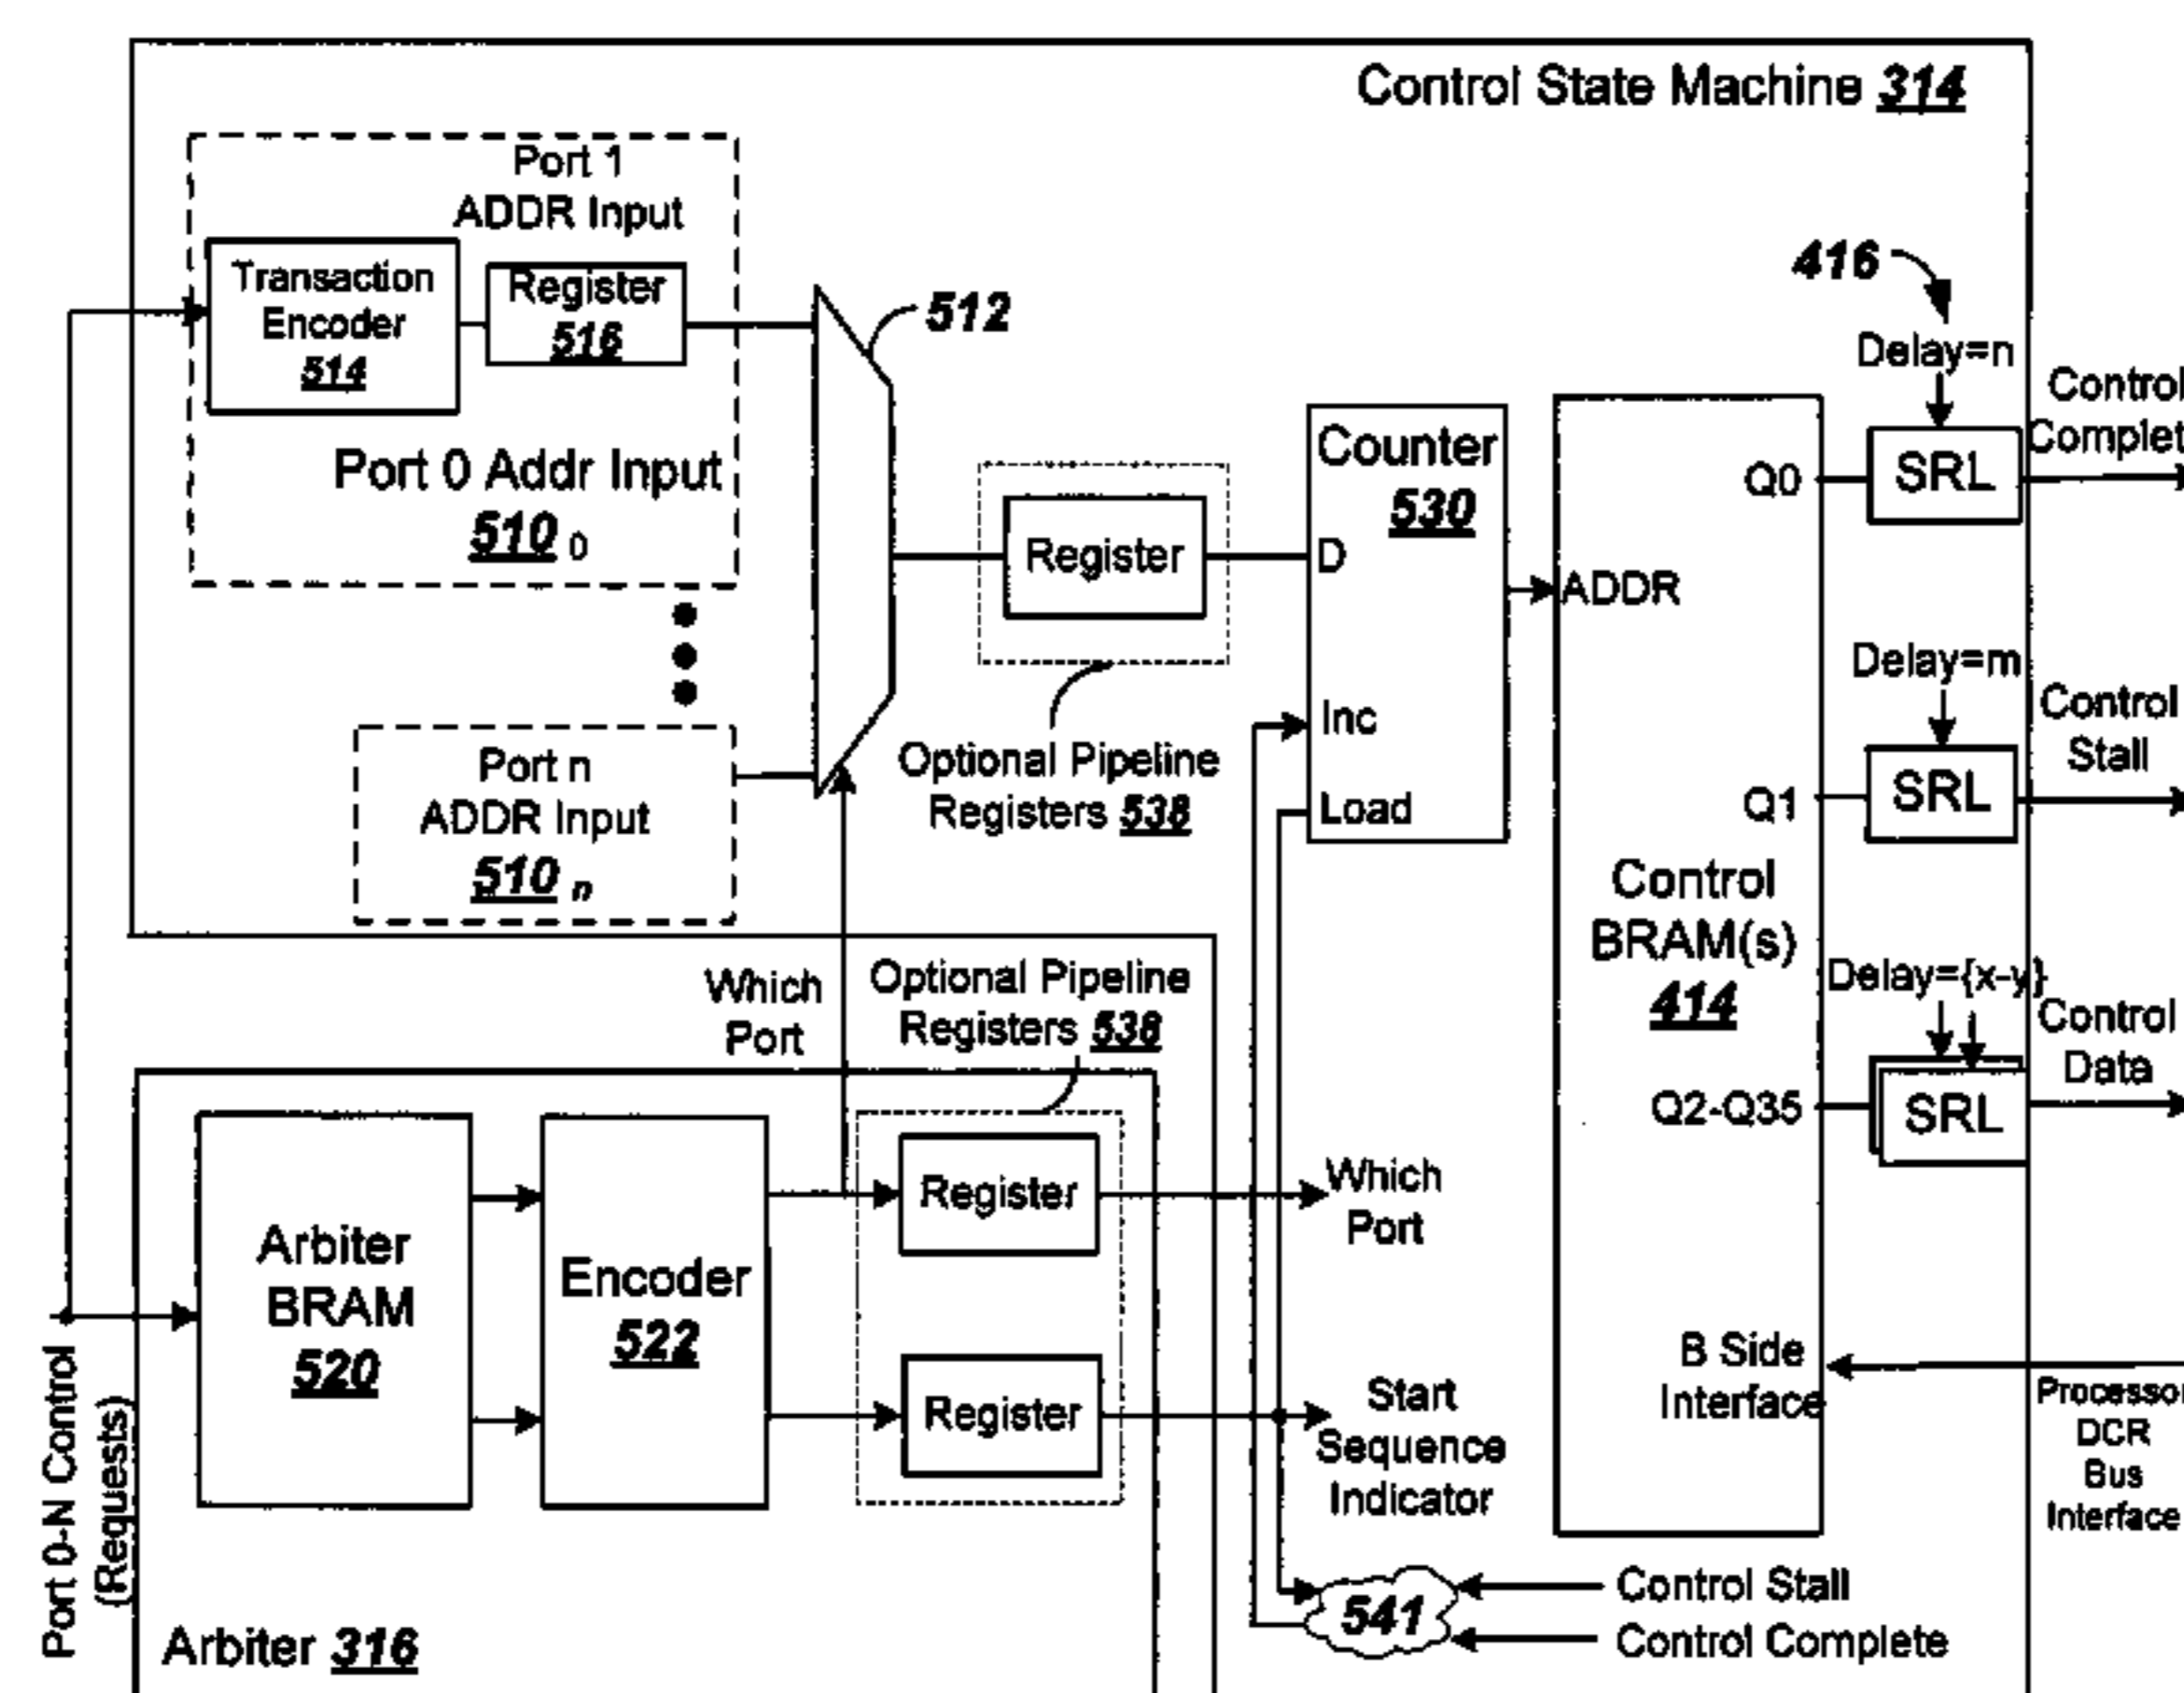 Control State Machine 314
Port 1
ADDR Input
Transaction
Encoder
514
Register
516
Port 0 Addr Input
510 0
512
416
Delay=n
Control
Complet
Counter
530
Q0
SRL
Register
D
ADDR
Delay=m
Inc
Control
Stall
Optional Pipeline
Registers 538
Load
Q1
SRL
Port n
ADDR Input
510 n
Control
BRAM(s)
414
Delay={x-y}
Control
Data
Which
Port
Optional Pipeline
Registers 538
Q2-Q35
SRL
Register
Which
Port
Arbiter
BRAM
520
Encoder
522
B Side
Interface
Processor
DCR
Bus
Interface
Register
Start
Sequence
Indicator
Port 0-N Control
(Requests)
541
Control Stall
Control Complete
Arbiter 316